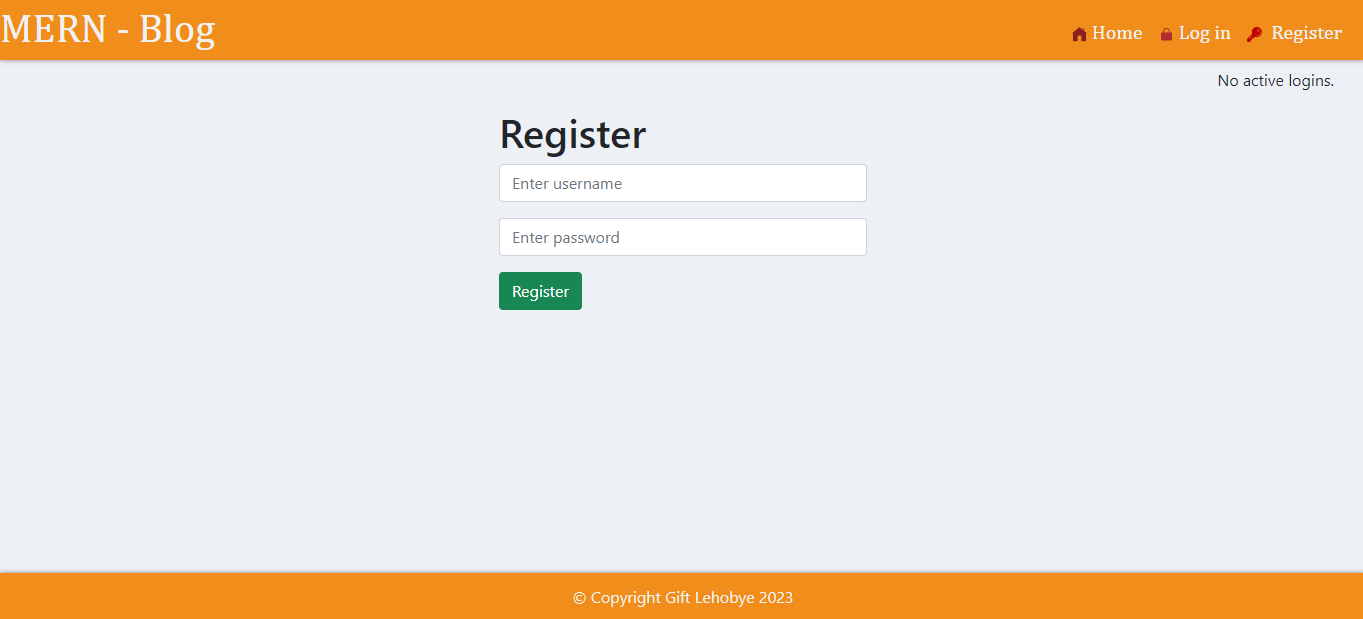 MERN - Blog
Home Log in Register
No active logins.
Register
Enter username
Enter password
Register
© Copyright Gift Lehobye 2023